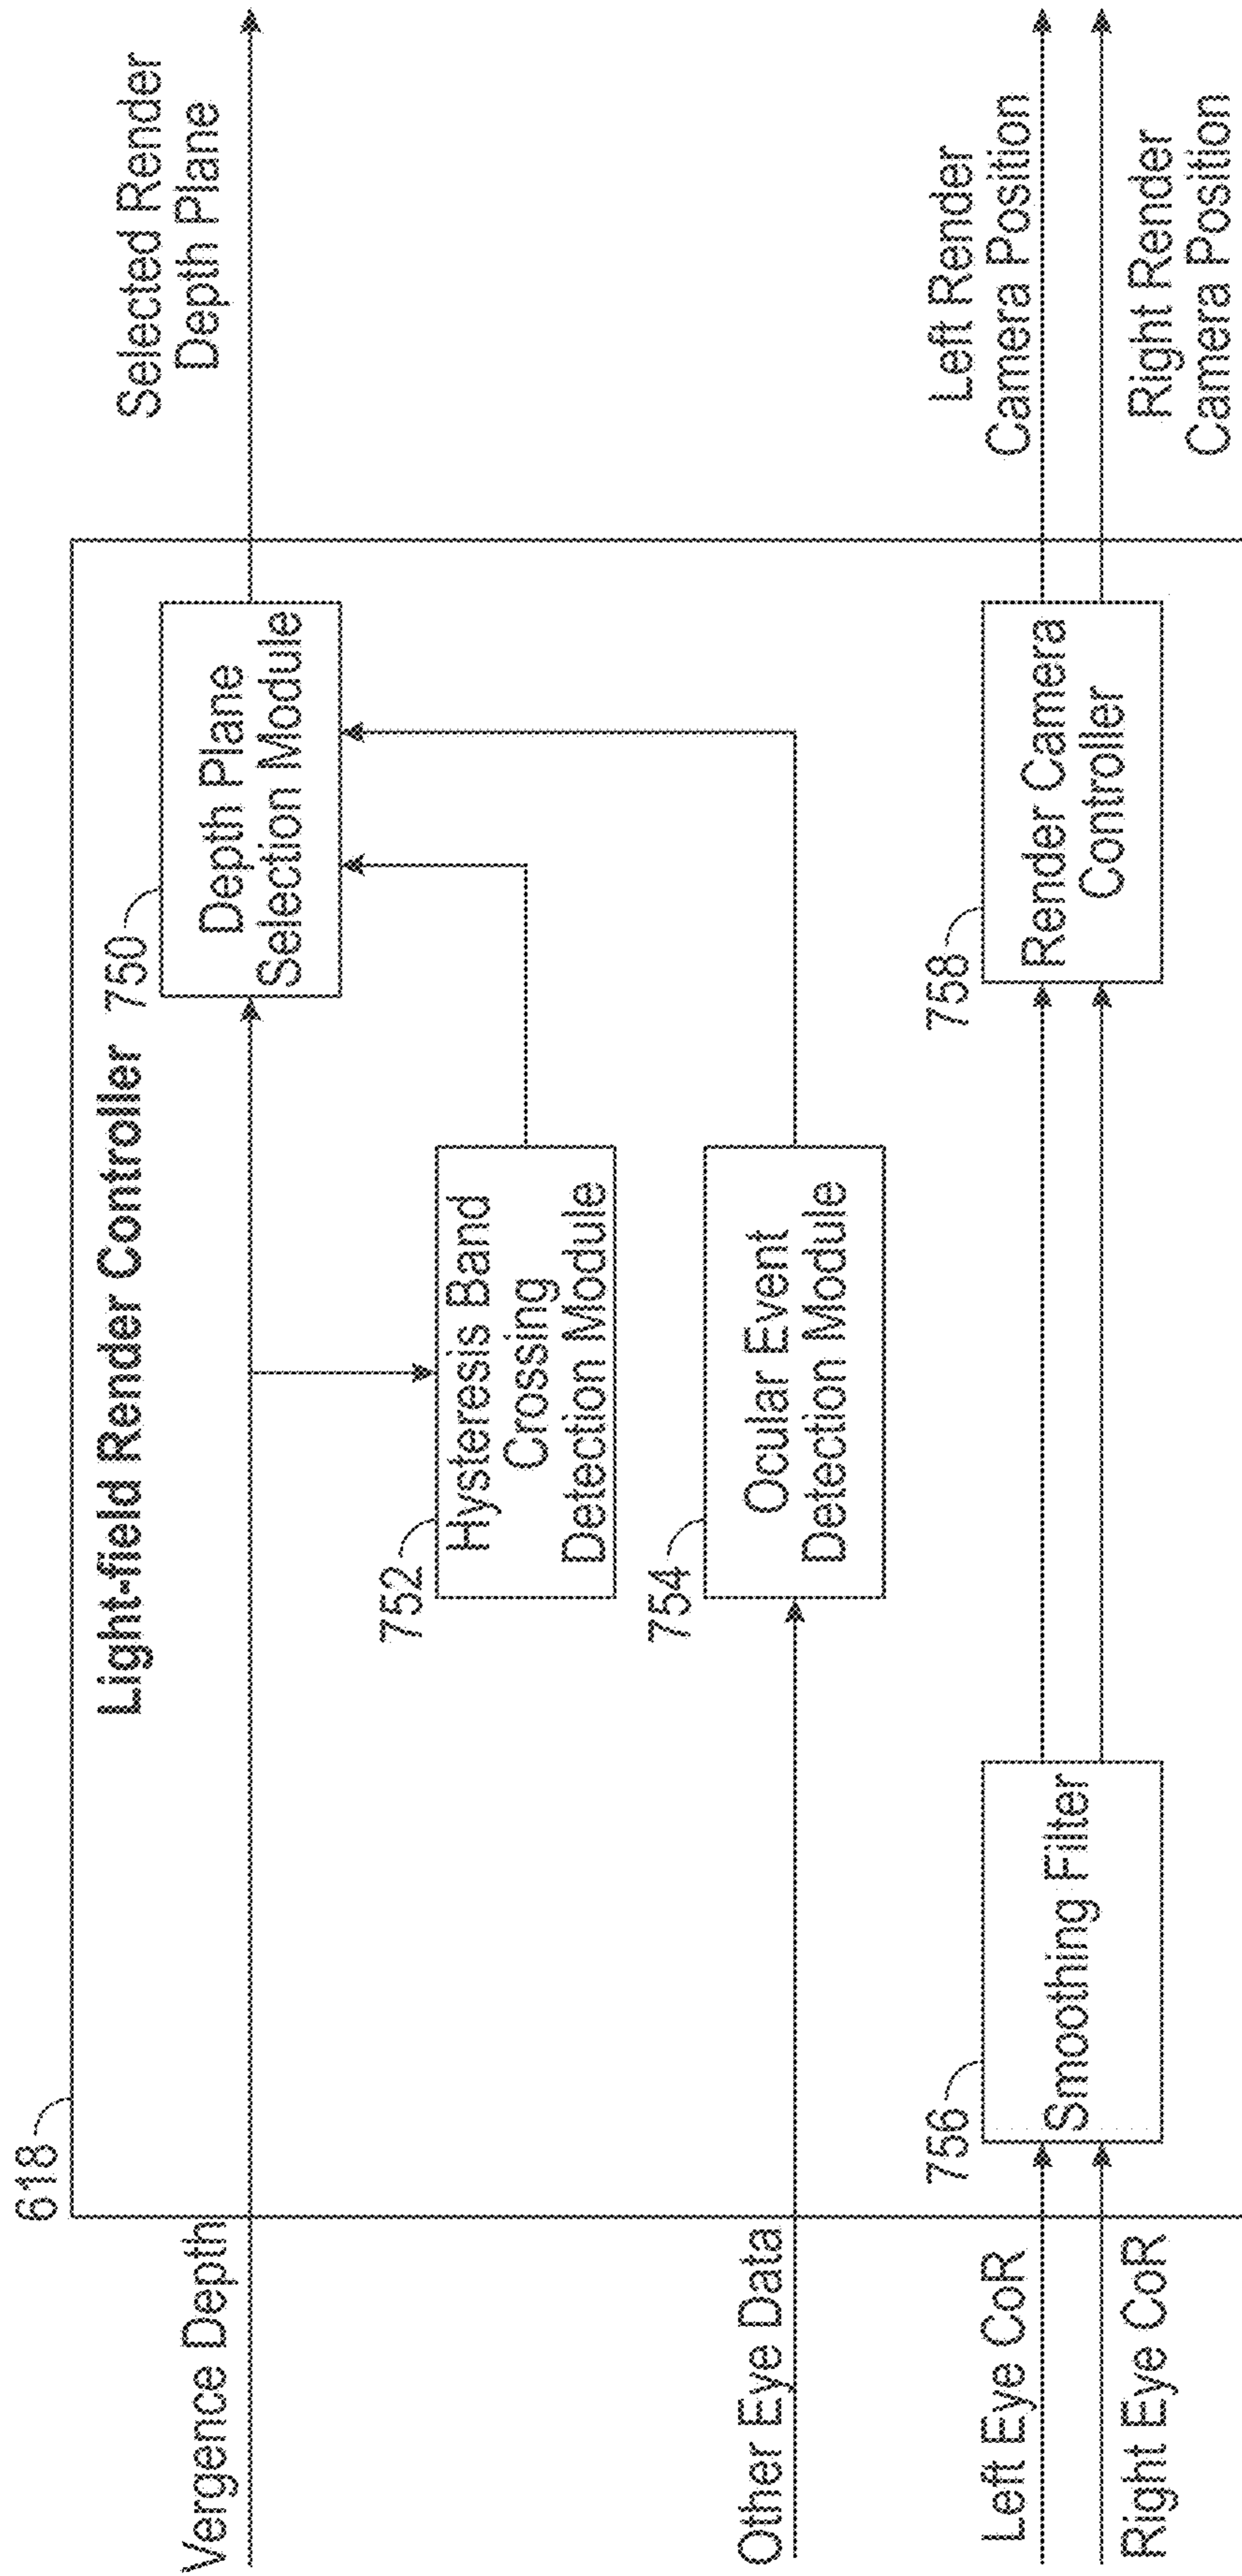 618
Light-field Render Controller
Vergence Depth
750
Depth Plane
Selection Module
Selected Render
Depth Plane
752
Hysteresis Band
Crossing
Detection Module
754
Other Eye Data
Ocular Event
Detection Module
756
Left Eye CoR
Right Eye CoR
Smoothing Filter
758
Render Camera
Controller
Left Render
Camera Position
Right Render
Camera Position